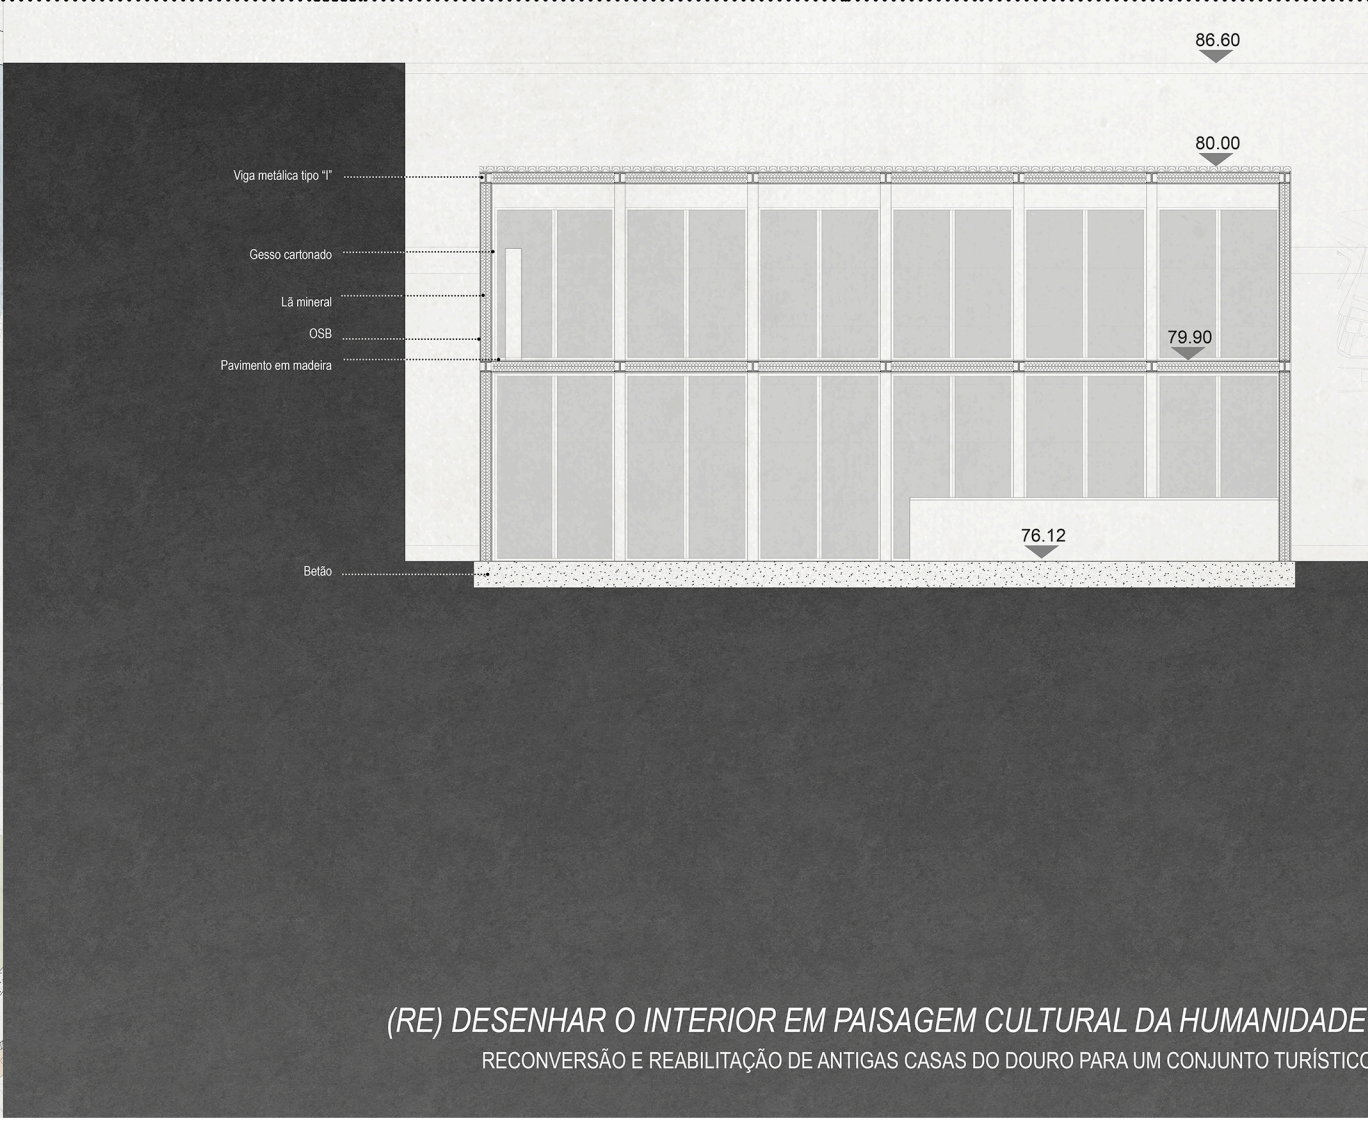 86.60
80.00
Viga metálica tipo “I”
Gesso cartonado
Lã mineral
OSB
79.90
Pavimento em madeira
76.12
Betão
(RE) DESENHAR O INTERIOR EM PAISAGEM CULTURAL DA HUMANIDADE
RECONVERSÃO E REABILITAÇÃO DE ANTIGAS CASAS DO DOURO PARA UM CONJUNTO TURÍSTICO